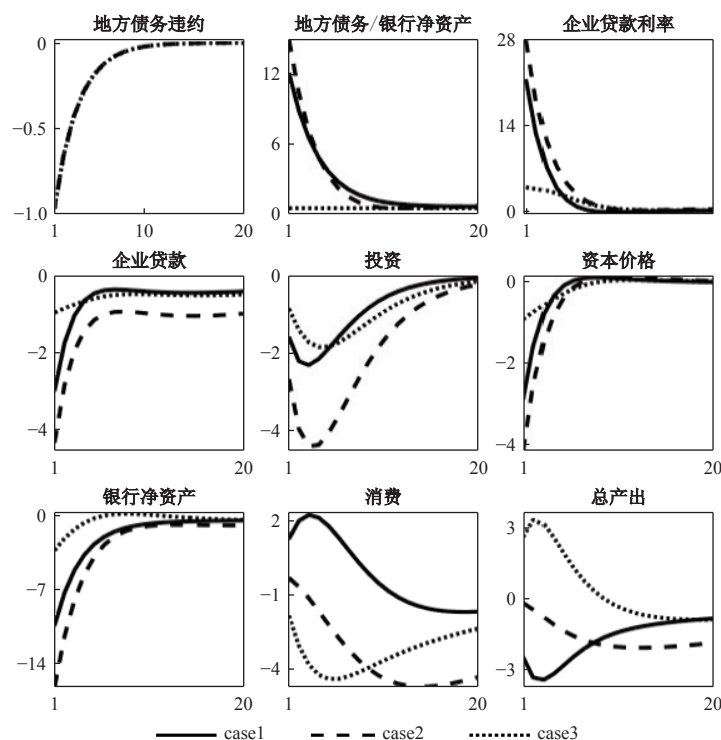 地方债务违约 地方债务/银行净资产 企业贷款利率
0 12 28
−0.5 6 14
−1.0 0 0
1 10 20 1 20 1 20
企业贷款 投资 资本价格
0 0 0
−2 −2 −2
−4 −4 −4
1 20 1 20 1 20
银行净资产 消费 总产出
0 2 3
−7 −1 0
−14 −4 −3
1 20 1 20 1 20
case1 case2 case3